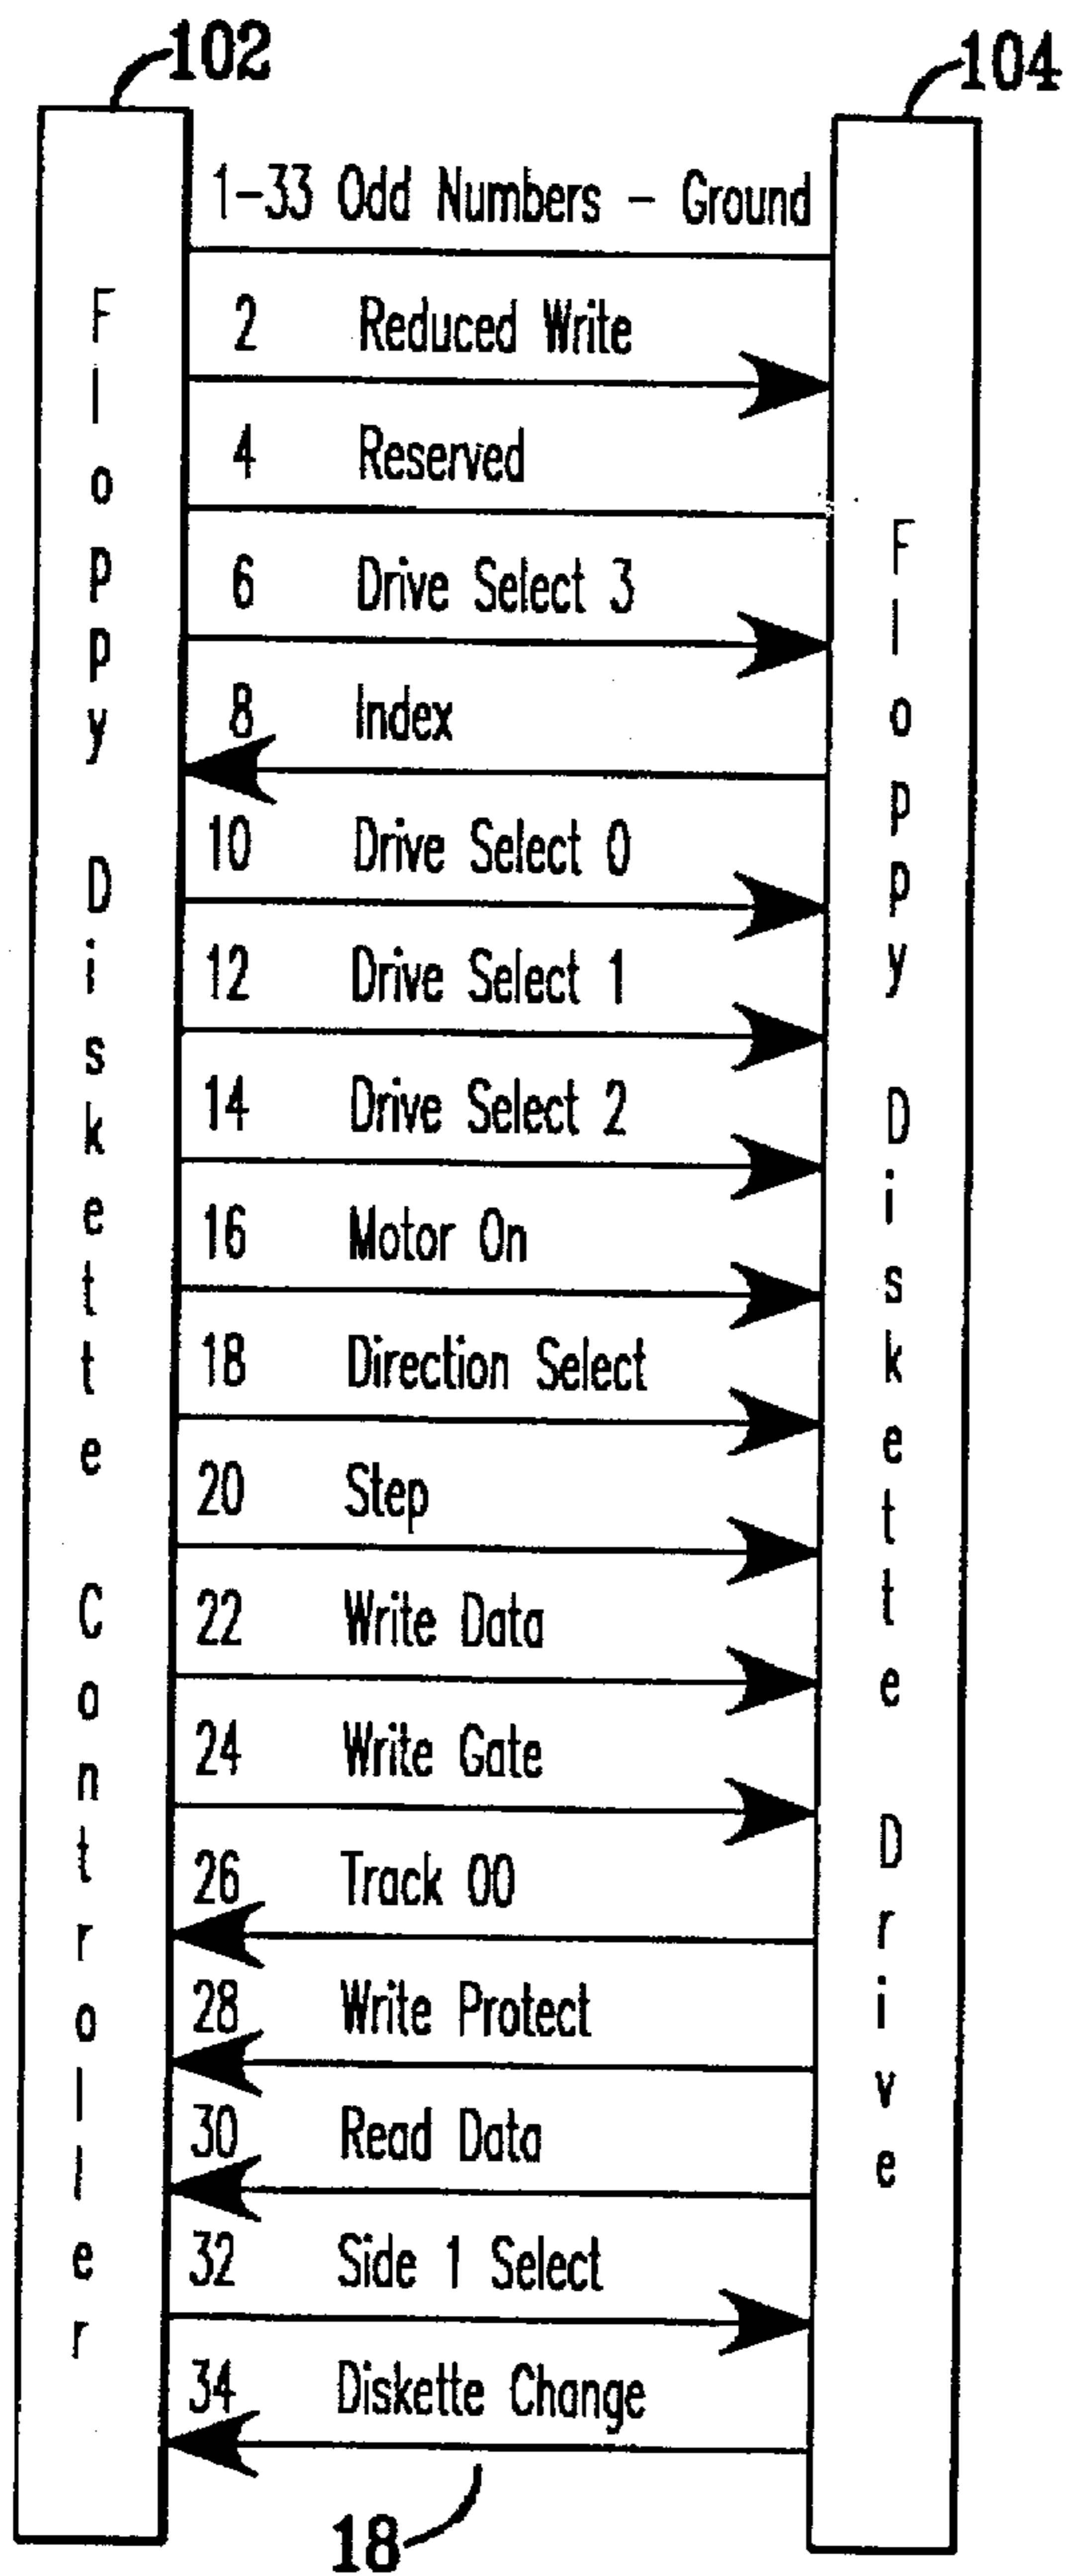 102
104
1-33 Odd Numbers - Ground
2 Reduced Write
4 Reserved
6 Drive Select 3
8 Index
10 Drive Select 0
12 Drive Select 1
14 Drive Select 2
16 Motor On
18 Direction Select
20 Step
22 Write Data
24 Write Gate
26 Track 00
28 Write Protect
30 Read Data
32 Side 1 Select
34 Diskette Change
18
Floppy Diskette Controller
Floppy Diskette Drive